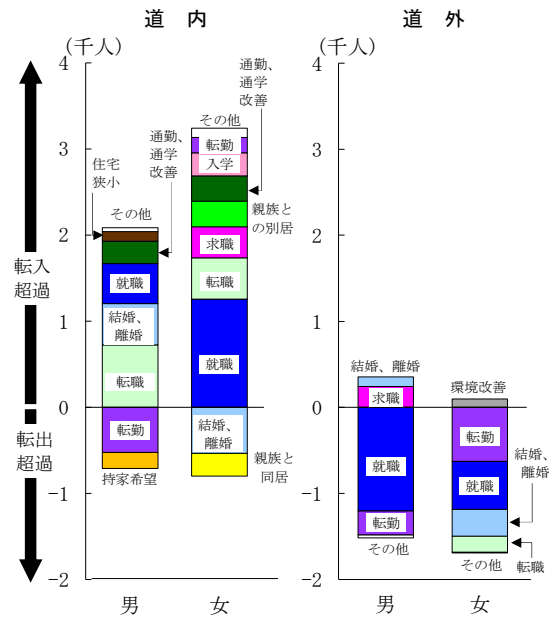 道 内
道 外
(千人)
(千人)
4
3
2
1
0
−1
−2
4
3
2
1
0
−1
−2
転入
超過
転出
超過
通勤、
通学
改善
住宅
狭小
その他
就職
結婚、
離婚
転職
転勤
持家希望
男
通勤、
通学
改善
その他
転勤
入学
親族と
の別居
求職
転職
就職
結婚、
離婚
親族と
同居
女
結婚、離婚
求職
就職
転勤
その他
男
環境改善
転勤
就職
結婚、
離婚
転職
その他
女